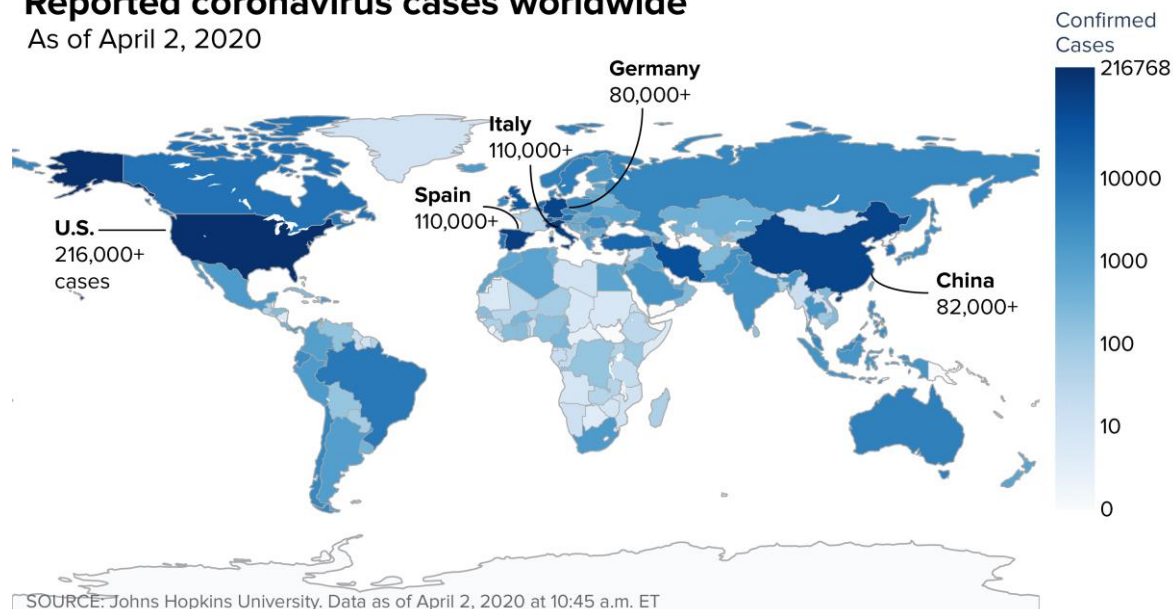 Reported coronavirus cases worldwide
As of April 2, 2020
Confirmed
Cases
216768
10000
1000
100
10
0
Germany
80,000+
Italy
110,000+
Spain
110,000+
U.S.
216,000+
cases
China
82,000+
SOURCE: Johns Hopkins University. Data as of April 2, 2020 at 10:45 a.m. ET